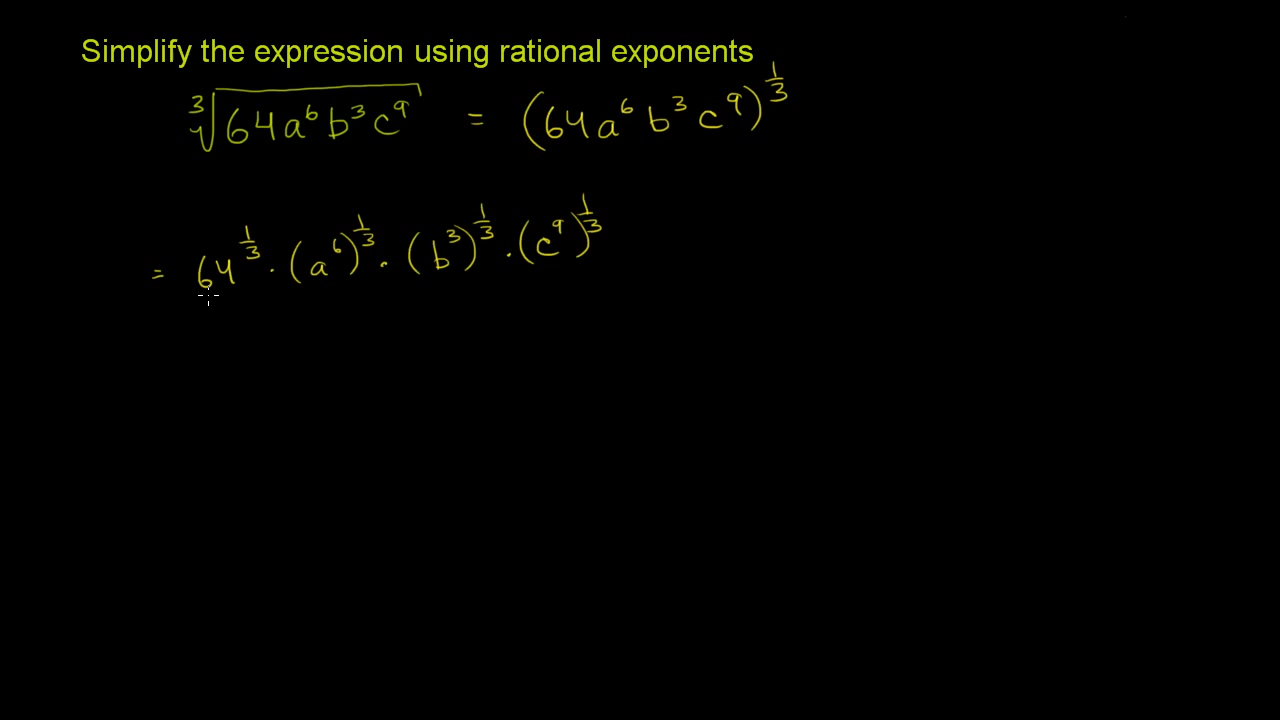 Simplify the expression using rational exponents
∛(64a⁶b³c⁹) = (64a⁶b³c⁹)^(1/3)
= 64^(1/3) · (a⁶)^(1/3) · (b³)^(1/3) · (c⁹)^(1/3)